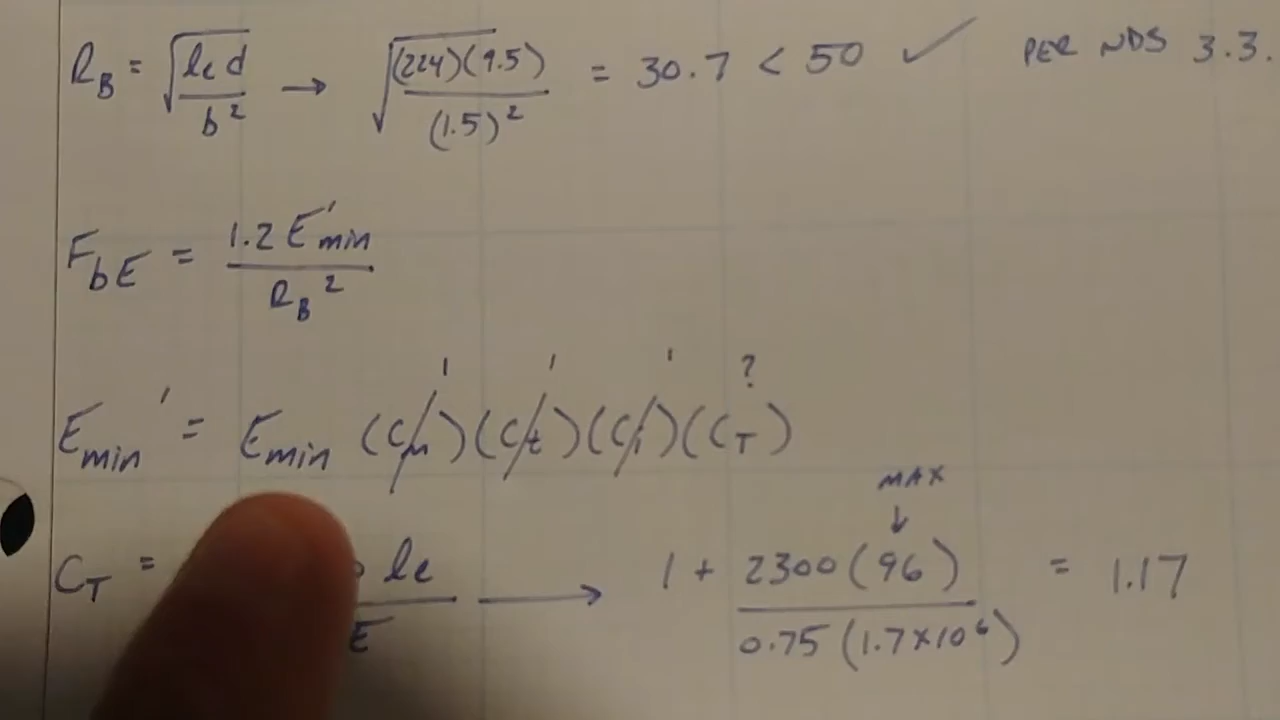 R_B = √(l_e d / b²) → √((224)(9.5) / (1.5)²) = 30.7 < 50 ✓ PER NDS 3.3.
F_bE = 1.2 E'min / R_B²
1 1 1 ?
E_min' = E_min (C_M)(C_t)(C_i)(C_T)
MAX
↓
C_T = l_e / E → 1 + 2300(96) / 0.75(1.7×10⁶) = 1.17